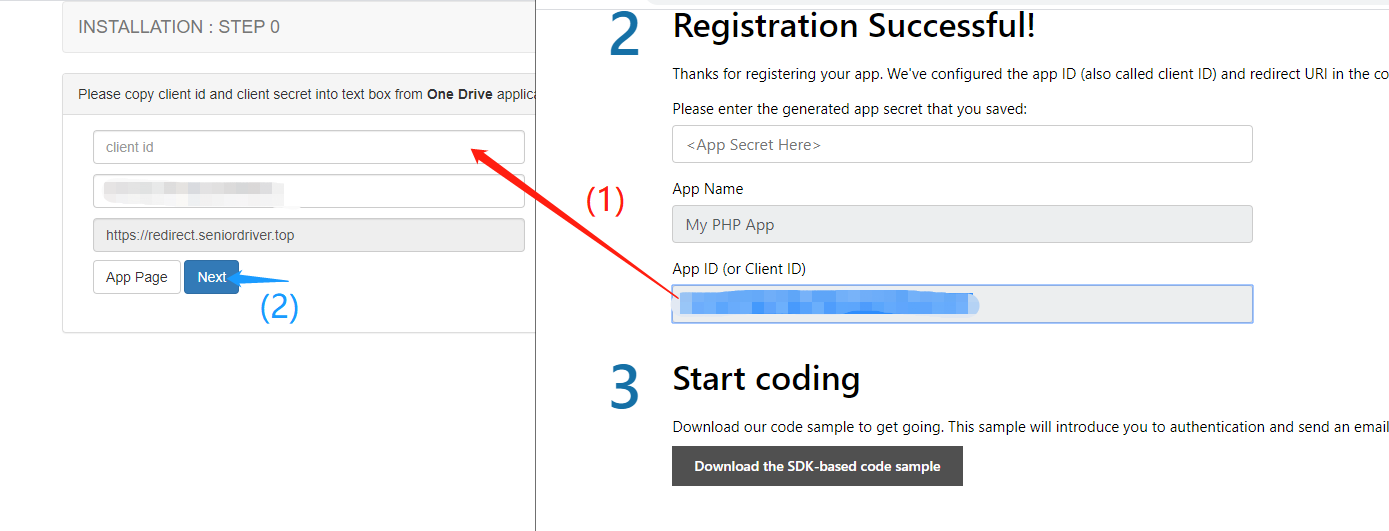 INSTALLATION : STEP 0
Please copy client id and client secret into text box from One Drive applica
client id
https://redirect.seniordriver.top
App Page
Next
(2)
(1)
2
Registration Successful!
Thanks for registering your app. We've configured the app ID (also called client ID) and redirect URI in the co
Please enter the generated app secret that you saved:
<App Secret Here>
App Name
My PHP App
App ID (or Client ID)
3
Start coding
Download our code sample to get going. This sample will introduce you to authentication and send an email
Download the SDK-based code sample